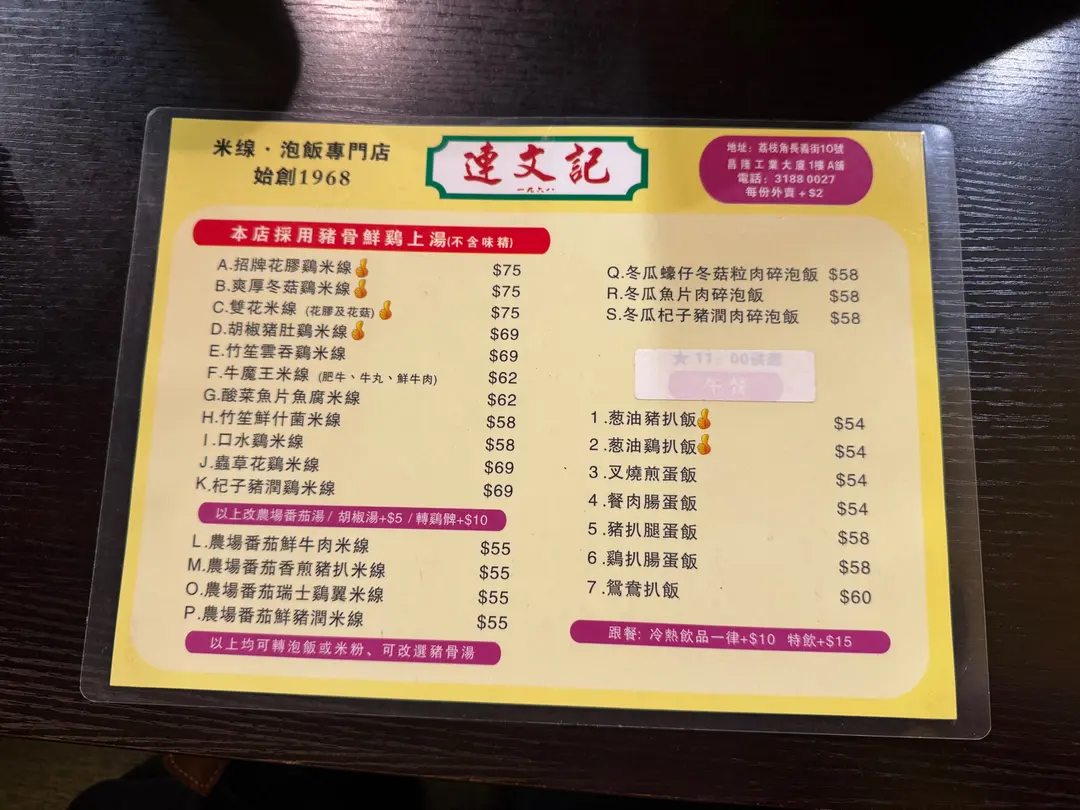 米線·泡飯專門店
始創1968
連文記
一九六八
地址：荔枝角長義街10號
昌隆工業大廈1樓A舖
電話：3188 0027
每份外賣+$2
本店採用豬骨鮮鷄上湯(不含味精)
A.招牌花膠鷄米線 $75
B.爽厚冬菇鷄米線 $75
C.雙花米線 (花膠及花菇) $75
D.胡椒豬肚鷄米線 $69
E.竹笙雲吞鷄米線 $69
F.牛魔王米線 (肥牛、牛丸、鮮牛肉) $62
G.酸菜魚片魚腐米線 $62
H.竹笙鮮什菌米線 $58
I.口水鷄米線 $58
J.蟲草花鷄米線 $69
K.杞子豬潤鷄米線 $69
以上改農場番茄湯/胡椒湯+$5/轉鷄髀+$10
L.農場番茄鮮牛肉米線 $55
M.農場番茄香煎豬扒米線 $55
O.農場番茄瑞士鷄翼米線 $55
P.農場番茄鮮豬潤米線 $55
以上均可轉泡飯或米粉、可改選豬骨湯
Q.冬瓜蠔仔冬菇粒肉碎泡飯 $58
R.冬瓜魚片肉碎泡飯 $58
S.冬瓜杞子豬潤肉碎泡飯 $58
★ 11：00
午餐
1.葱油豬扒飯 $54
2.葱油鷄扒飯 $54
3.叉燒煎蛋飯 $54
4.餐肉腸蛋飯 $54
5.豬扒腿蛋飯 $58
6.鷄扒腸蛋飯 $58
7.鴛鴦扒飯 $60
跟餐: 冷熱飲品一律+$10 特飲+$15